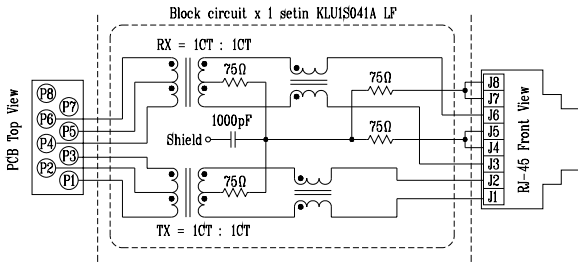 Block circuit x 1 setin KLU1S041A LF
RX = 1CT : 1CT
75Ω
75Ω
1000pF
Shield
75Ω
75Ω
TX = 1CT : 1CT
PCB Top View
P8
P7
P6
P5
P4
P3
P2
P1
J8
J7
J6
J5
J4
J3
J2
J1
RJ-45 Front View